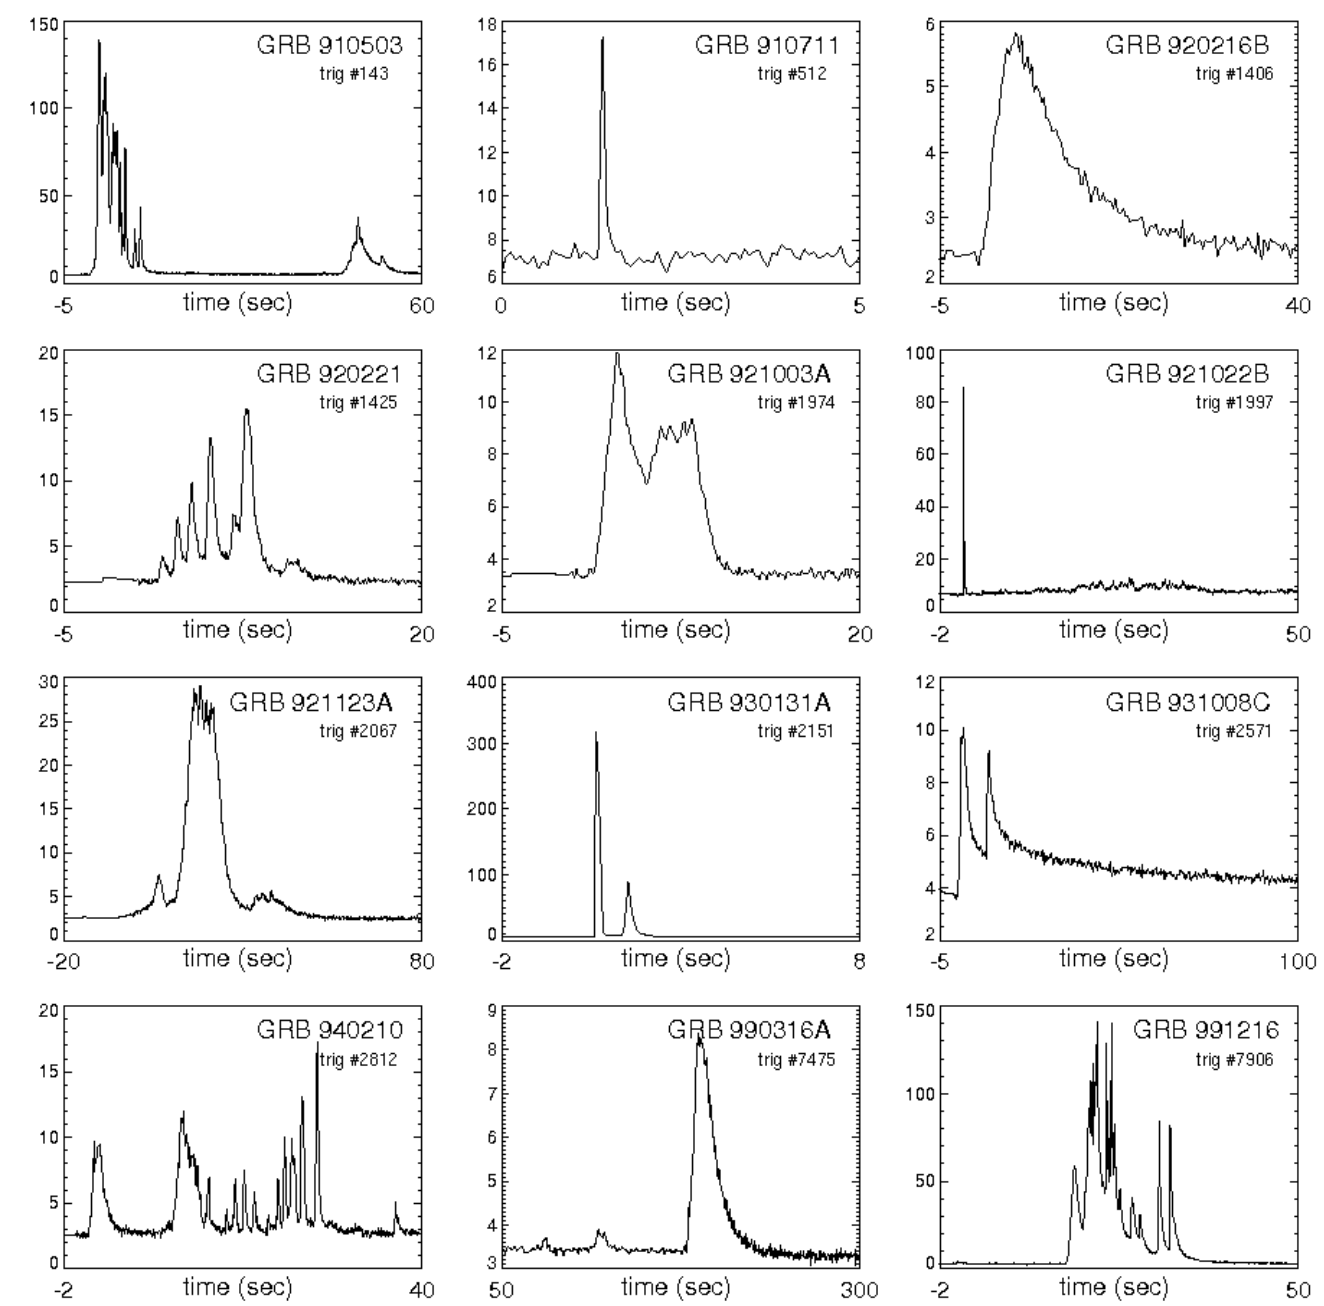 GRB 910503
trig #143
150
100
50
0
-5 time (sec) 60
GRB 910711
trig #512
18
16
14
12
10
8
6
0 time (sec) 5
GRB 920216B
trig #1406
6
5
4
3
2
-5 time (sec) 40
GRB 920221
trig #1425
20
15
10
5
0
-5 time (sec) 20
GRB 921003A
trig #1974
12
10
8
6
4
2
-5 time (sec) 20
GRB 921022B
trig #1997
100
80
60
40
20
0
-2 time (sec) 50
GRB 921123A
trig #2067
30
25
20
15
10
5
0
-20 time (sec) 80
GRB 930131A
trig #2151
400
300
200
100
0
-2 time (sec) 8
GRB 931008C
trig #2571
12
10
8
6
4
2
-5 time (sec) 100
GRB 940210
trig #2812
20
15
10
5
0
-2 time (sec) 40
GRB 990316A
trig #7475
9
8
7
6
5
4
3
50 time (sec) 300
GRB 991216
trig #7906
150
100
50
0
-2 time (sec) 50